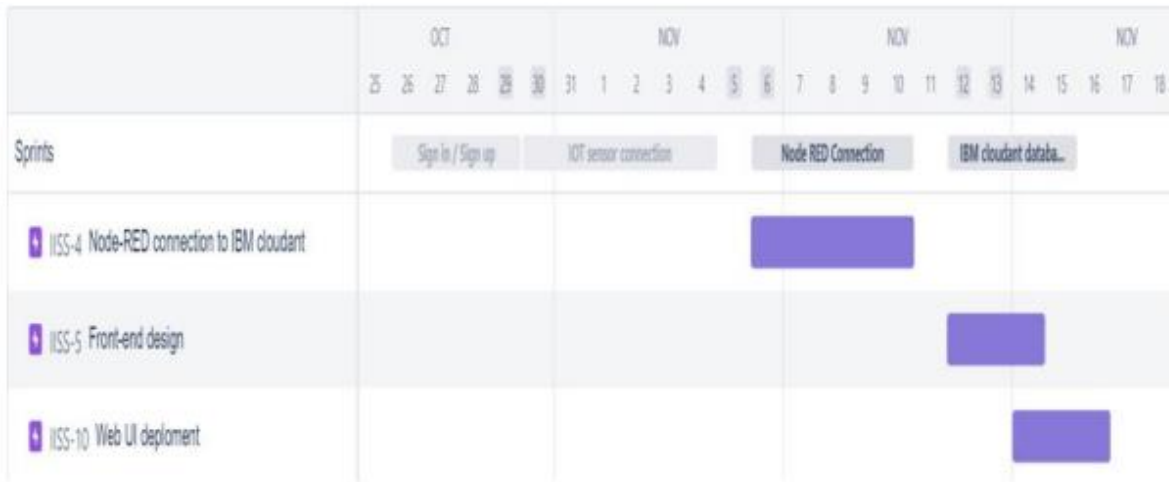 OCT NOV NOV NOV
25 26 27 28 29 30 31 1 2 3 4 5 6 7 8 9 10 11 12 13 14 15 16 17 18
Sprints Sign in / Sign up IOT sensor connection Node RED Connection IBM cloudant databa...
IISS-4 Node-RED connection to IBM cloudant
IISS-5 Front-end design
IISS-10 Web UI deploment